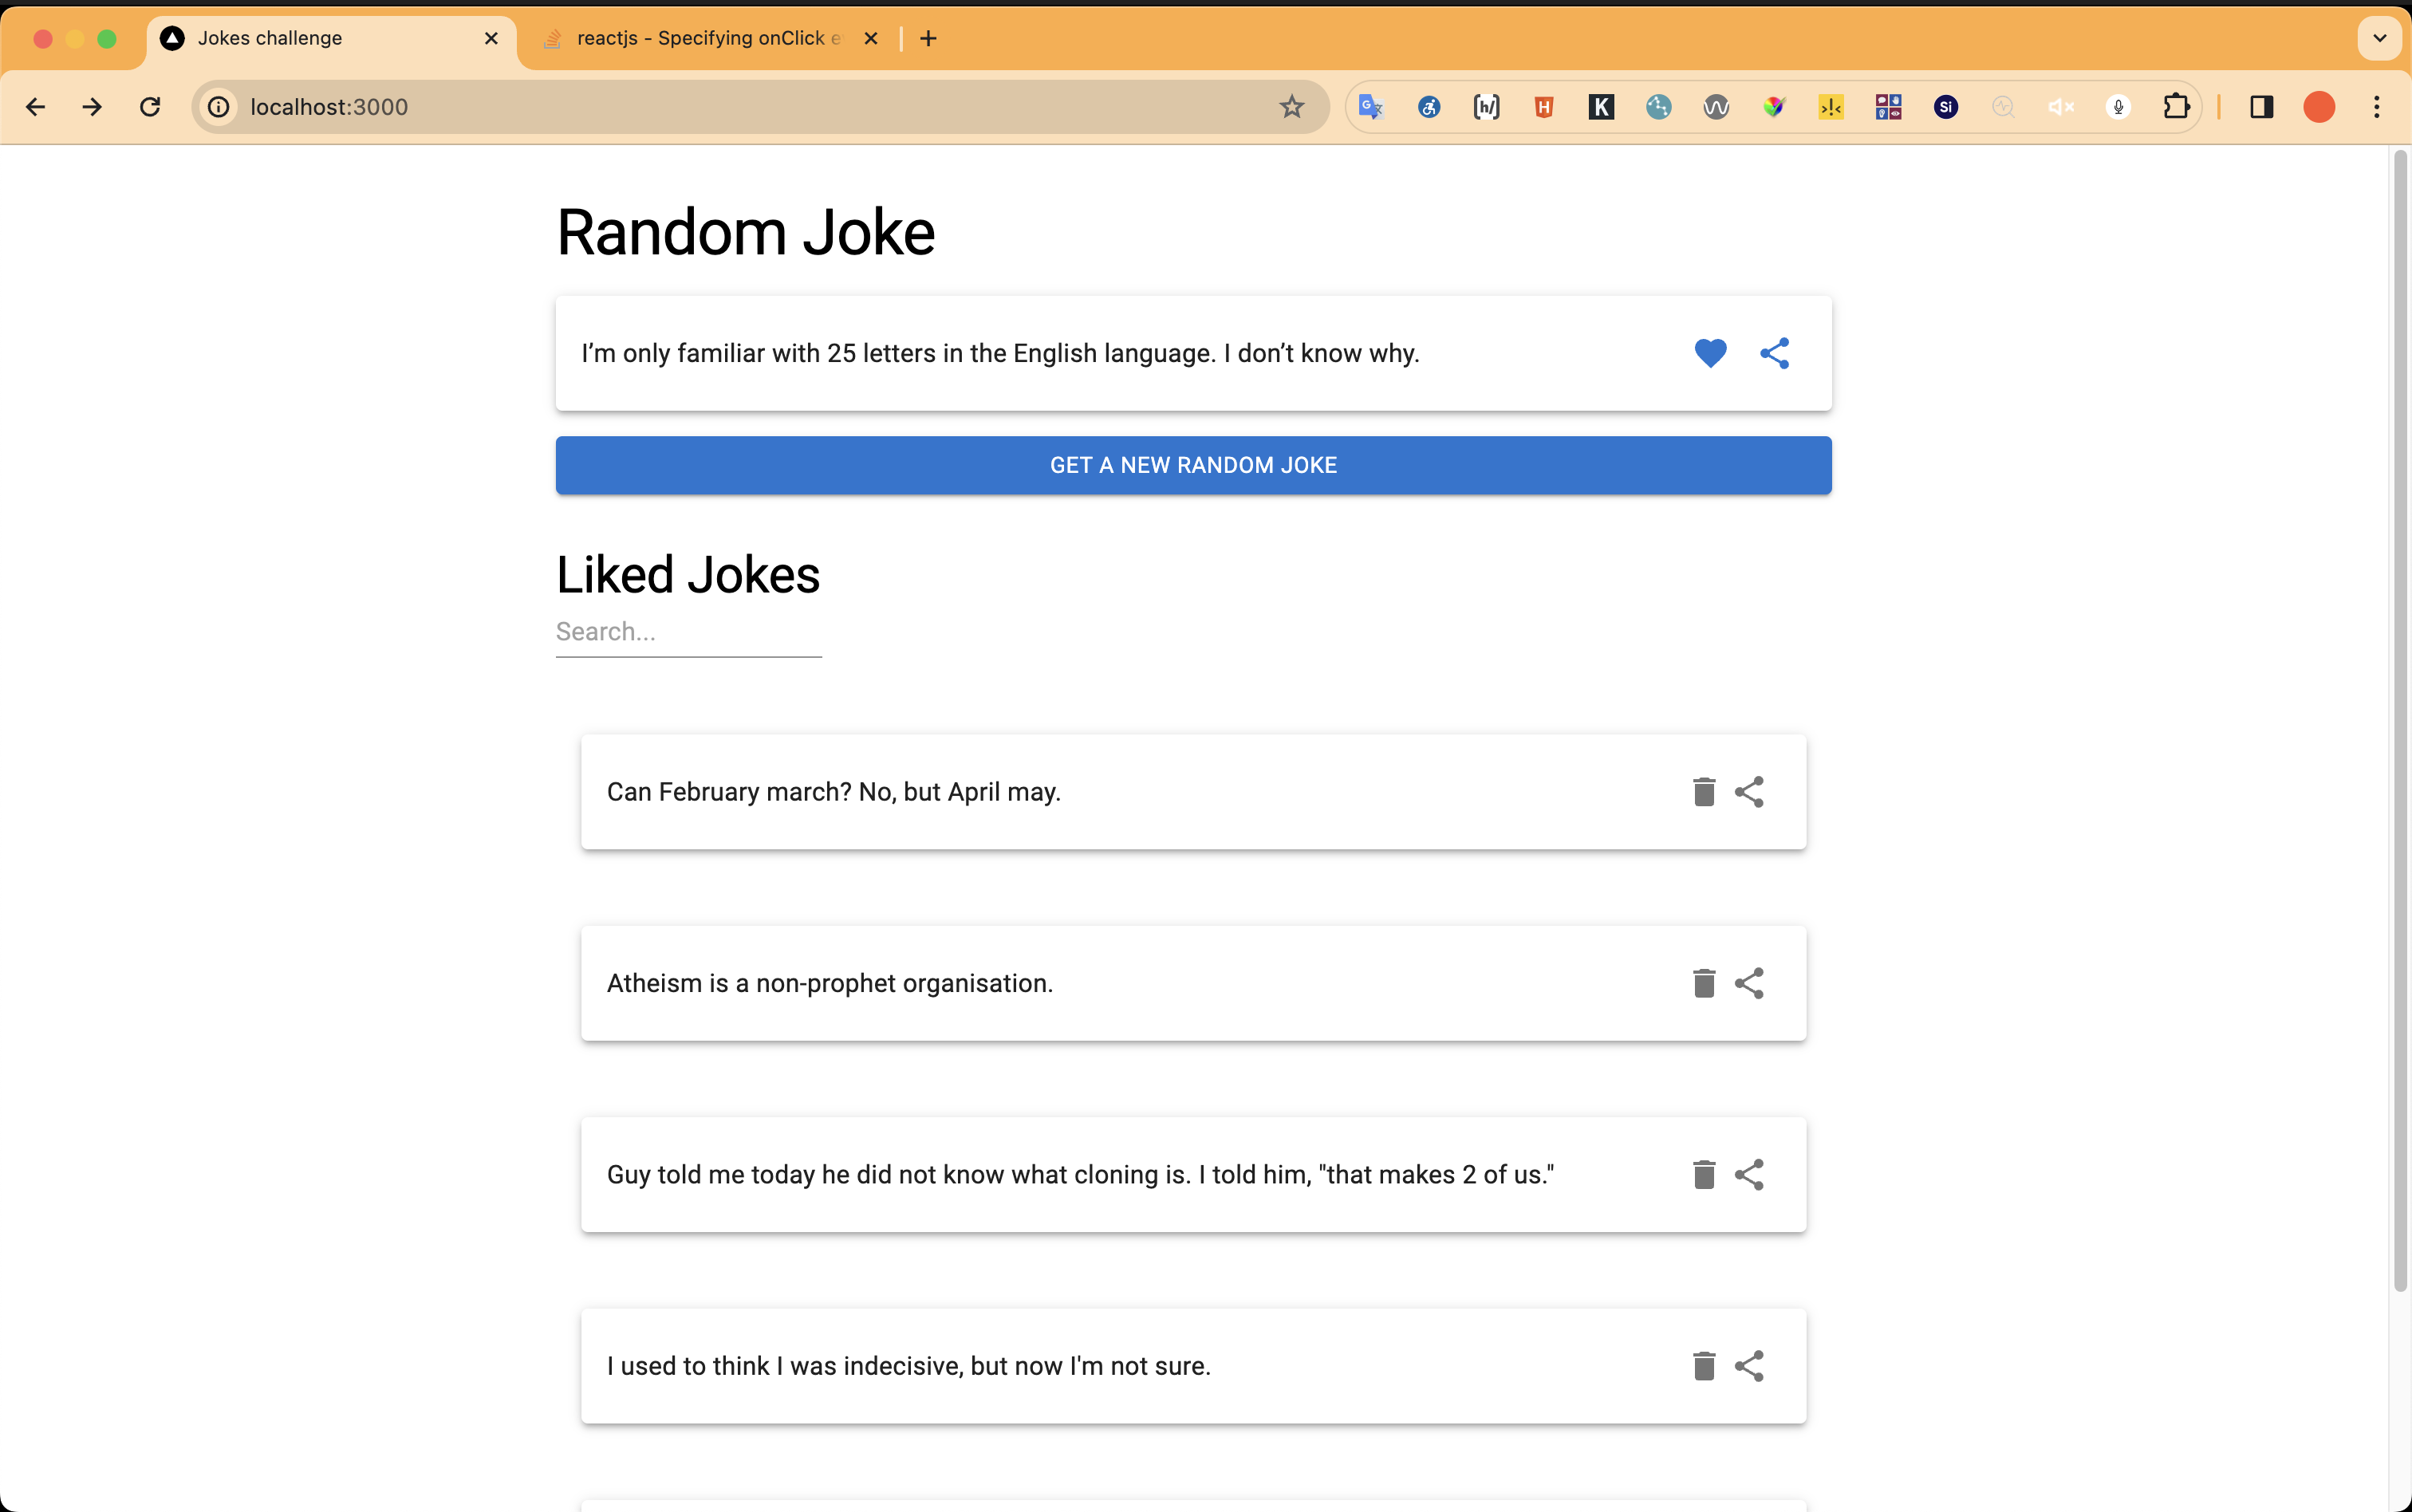 Jokes challenge
reactjs - Specifying onClick e
localhost:3000
Random Joke
I’m only familiar with 25 letters in the English language. I don’t know why.
GET A NEW RANDOM JOKE
Liked Jokes
Search...
Can February march? No, but April may.
Atheism is a non-prophet organisation.
Guy told me today he did not know what cloning is. I told him, "that makes 2 of us."
I used to think I was indecisive, but now I'm not sure.